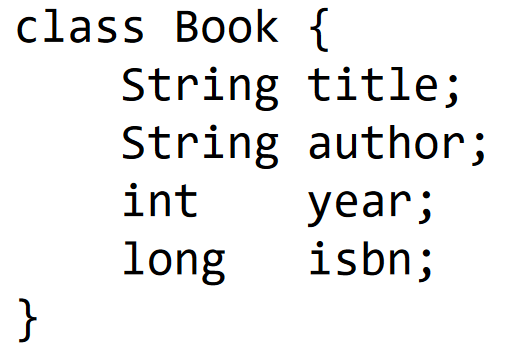 class Book {
    String title;
    String author;
    int    year;
    long   isbn;
}